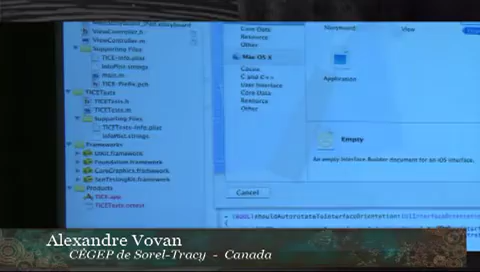 ViewController.h
ViewController.m
Supporting Files
TICE-Info.plist
InfoPlist.strings
main.m
TICE-Prefix.pch
TICETests
TICETests.h
TICETests.m
Supporting Files
TICETests-Info.plist
InfoPlist.strings
Frameworks
UIKit.framework
Foundation.framework
CoreGraphics.framework
SenTestingKit.framework
Products
TICE.app
TICETests.octest
Core Data
Resource
Other
Mac OS X
Cocoa
C and C++
User Interface
Core Data
Resource
Other
Storyboard
View
Application
Empty
An empty Interface Builder document for an iOS interface.
Cancel
- (BOOL)shouldAutorotateToInterfaceOrientation:(UIInterfaceOrientation
Alexandre Vovan
CÉGEP de Sorel-Tracy - Canada